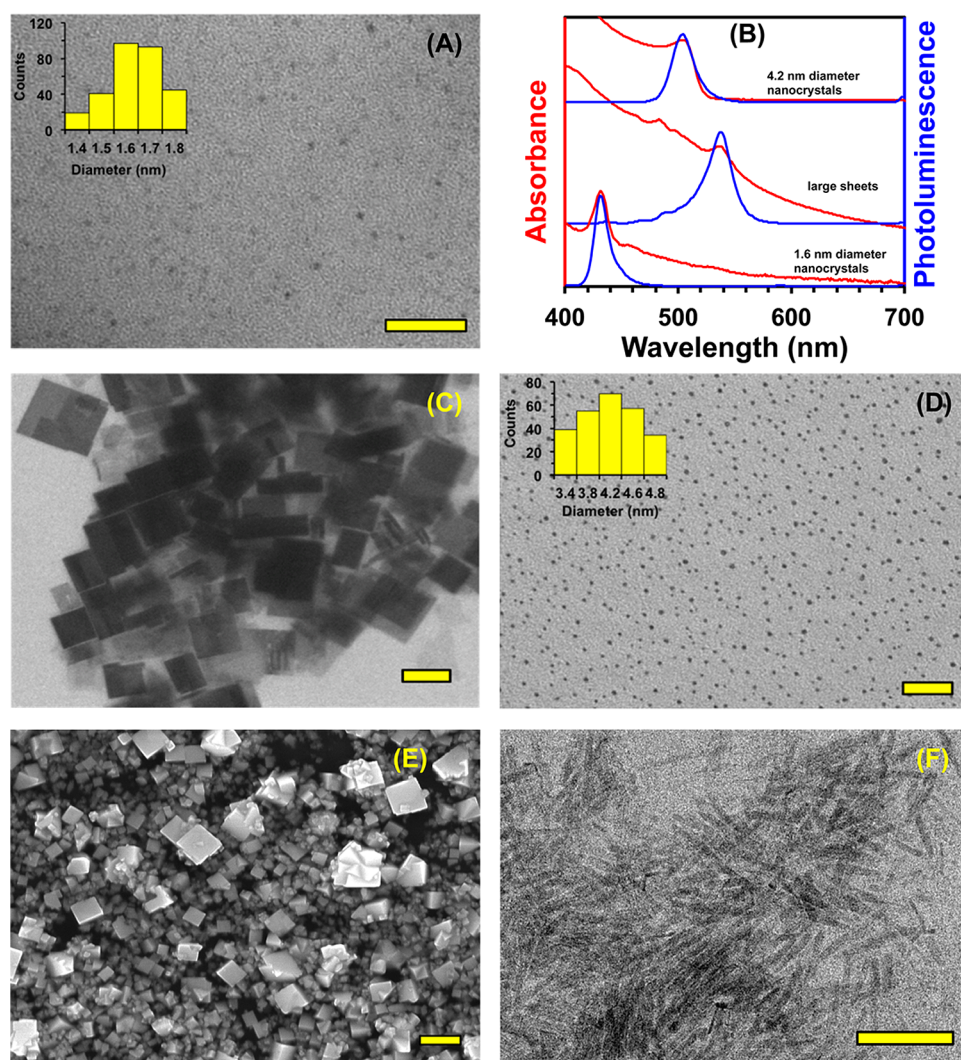 (A)
120
80
40
0
Counts
1.4 1.5 1.6 1.7 1.8
Diameter (nm)
(B)
Absorbance
Photoluminescence
4.2 nm diameter
nanocrystals
large sheets
1.6 nm diameter
nanocrystals
400 500 600 700
Wavelength (nm)
(C)
(D)
80
60
40
20
0
Counts
3.4 3.8 4.2 4.6 4.8
Diameter (nm)
(E)
(F)